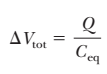 ΔV_tot = Q / C_eq